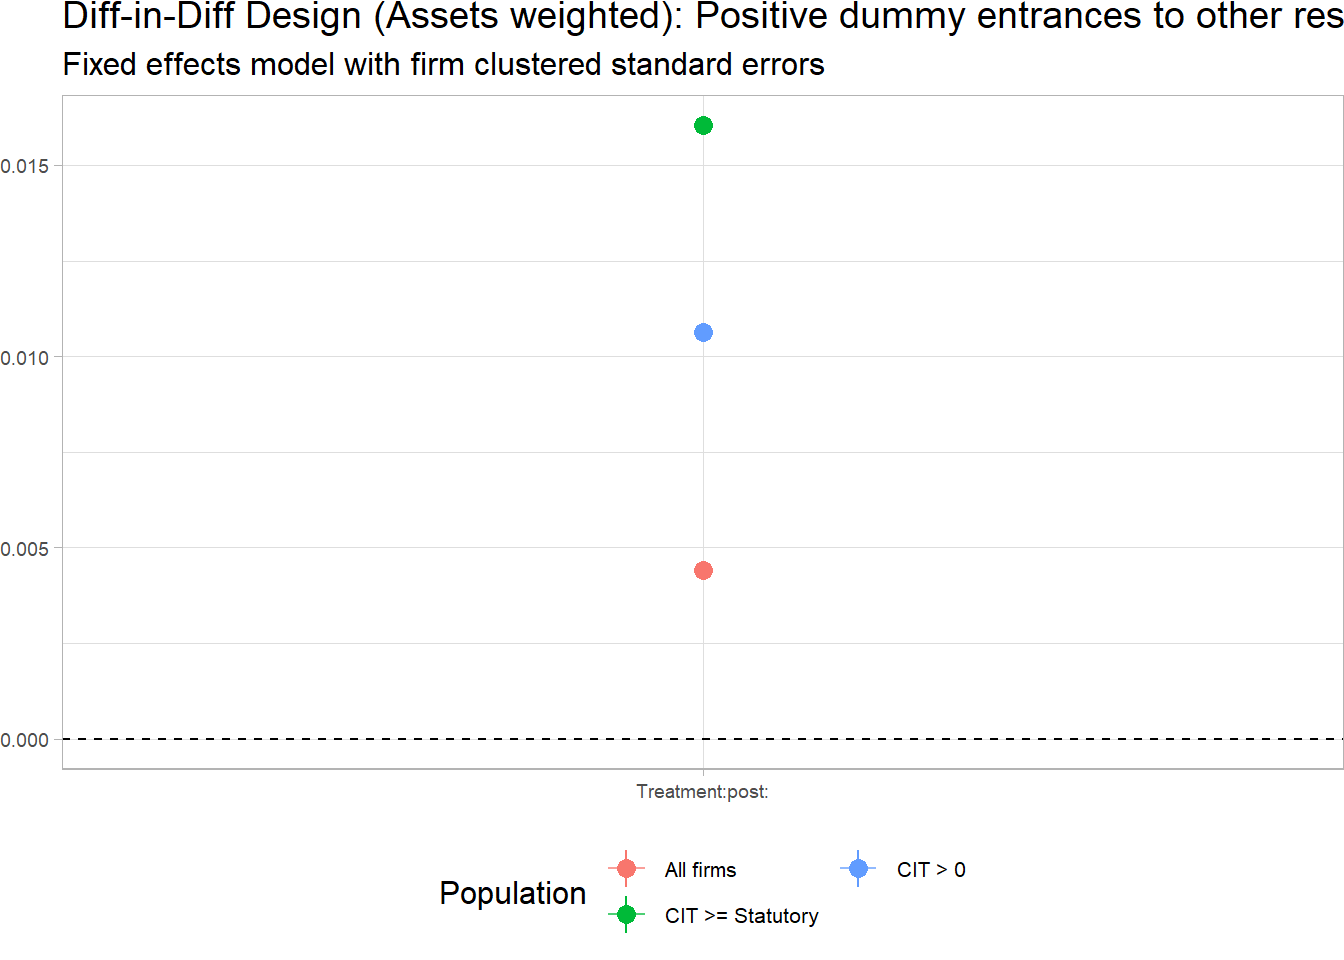 Diff-in-Diff Design (Assets weighted): Positive dummy entrances to other res
Fixed effects model with firm clustered standard errors
0.015
0.010
0.005
0.000
Treatment:post:
Population
All firms
CIT > 0
CIT >= Statutory